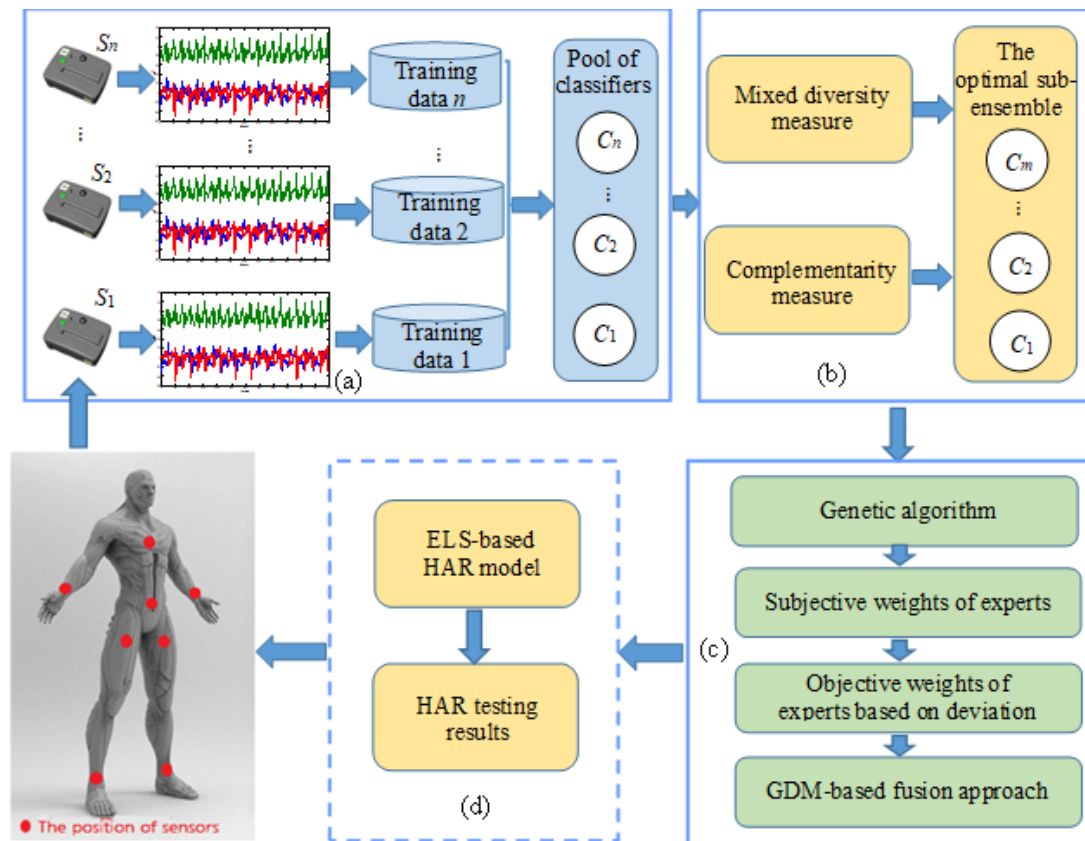 Sn
Training
data n
S2
Training
data 2
S1
Training
data 1
(a)
Pool of
classifiers
Cn
C2
C1
Mixed diversity
measure
Complementarity
measure
(b)
The
optimal sub-
ensemble
Cm
C2
C1
Genetic algorithm
Subjective weights of experts
(c)
Objective weights of
experts based on deviation
GDM-based fusion approach
ELS-based
HAR model
HAR testing
results
(d)
The position of sensors